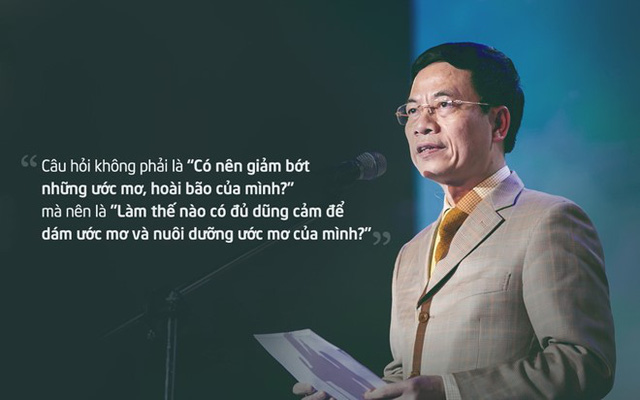 “ Câu hỏi không phải là “Có nên giảm bớt
những ước mơ, hoài bão của mình?”
mà nên là ”Làm thế nào có đủ dũng cảm để
dám ước mơ và nuôi dưỡng ước mơ của mình?“ ”